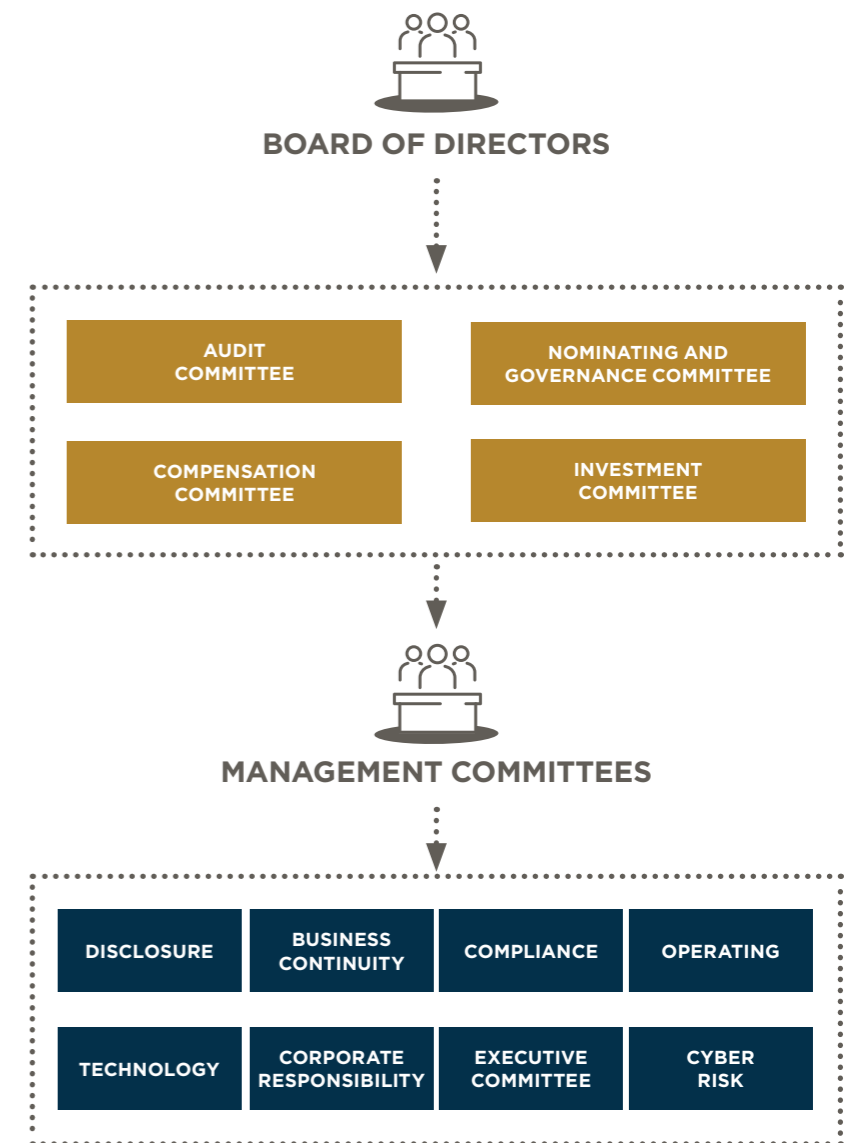 BOARD OF DIRECTORS
AUDIT
COMMITTEE
NOMINATING AND
GOVERNANCE COMMITTEE
COMPENSATION
COMMITTEE
INVESTMENT
COMMITTEE
MANAGEMENT COMMITTEES
DISCLOSURE
BUSINESS
CONTINUITY
COMPLIANCE
OPERATING
TECHNOLOGY
CORPORATE
RESPONSIBILITY
EXECUTIVE
COMMITTEE
CYBER
RISK